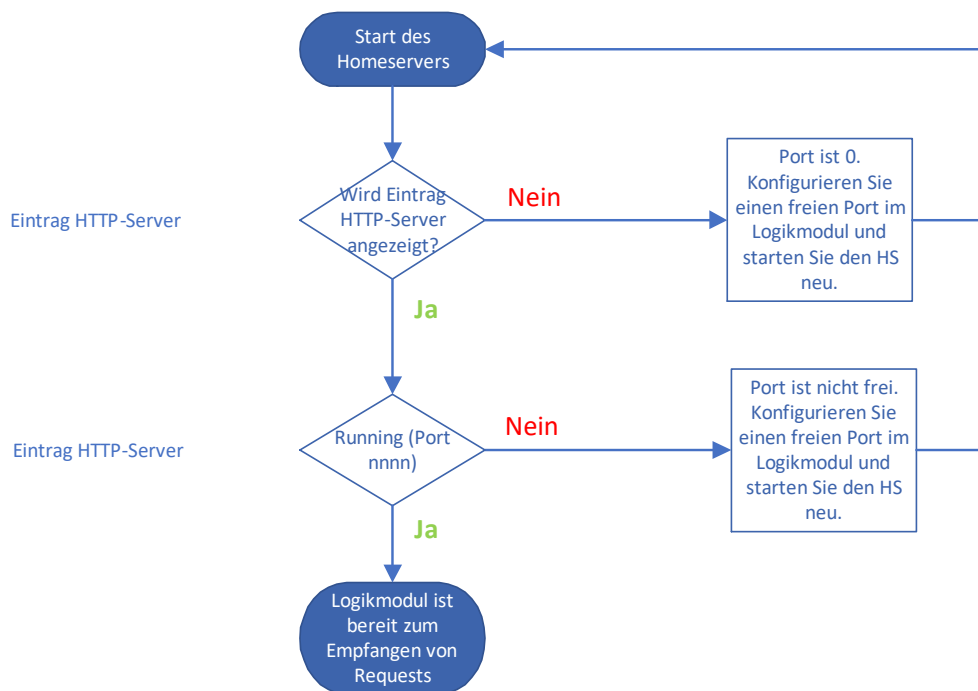 Start des
Homeservers
Eintrag HTTP-Server
Wird Eintrag
HTTP-Server
angezeigt?
Nein
Port ist 0.
Konfigurieren Sie
einen freien Port im
Logikmodul und
starten Sie den HS
neu.
Ja
Eintrag HTTP-Server
Running (Port
nnnn)
Nein
Port ist nicht frei.
Konfigurieren Sie
einen freien Port im
Logikmodul und
starten Sie den HS
neu.
Ja
Logikmodul ist
bereit zum
Empfangen von
Requests